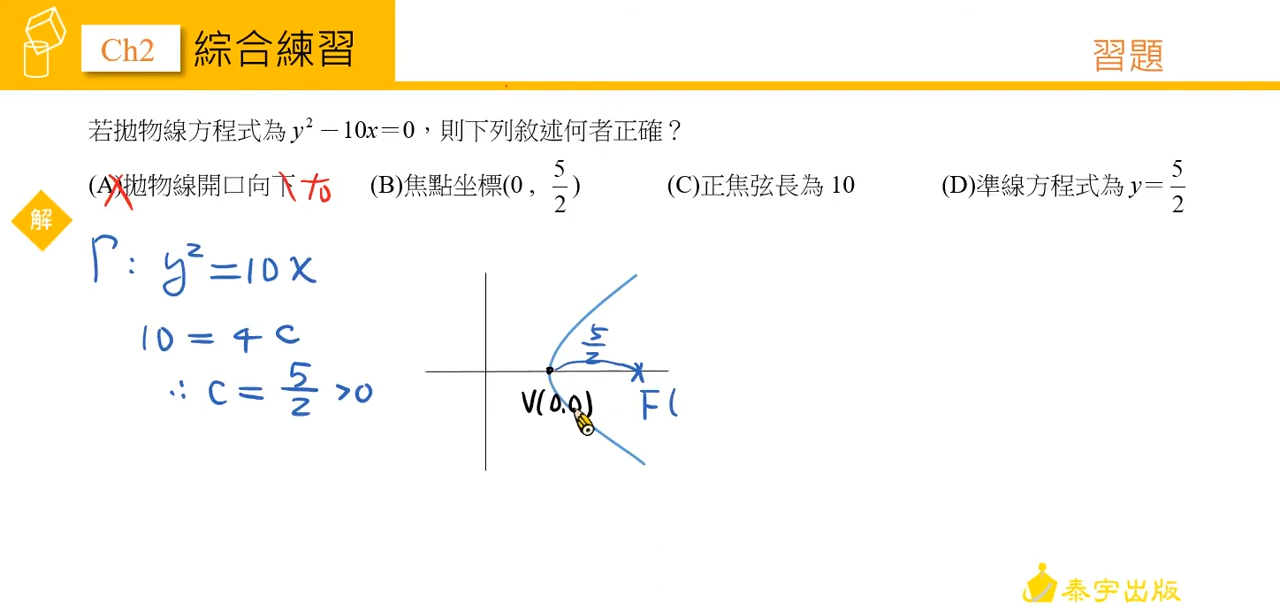 Ch2 綜合練習
習題
若拋物線方程式為 y² － 10x ＝ 0，則下列敘述何者正確？
(A)拋物線開口向下 右 (B)焦點坐標(0 , 5/2) (C)正焦弦長為 10 (D)準線方程式為 y＝5/2
解
Γ : y² = 10x
10 = 4c
∴ c = 5/2 >0
5/2
V(0,0)
F(
泰宇出版